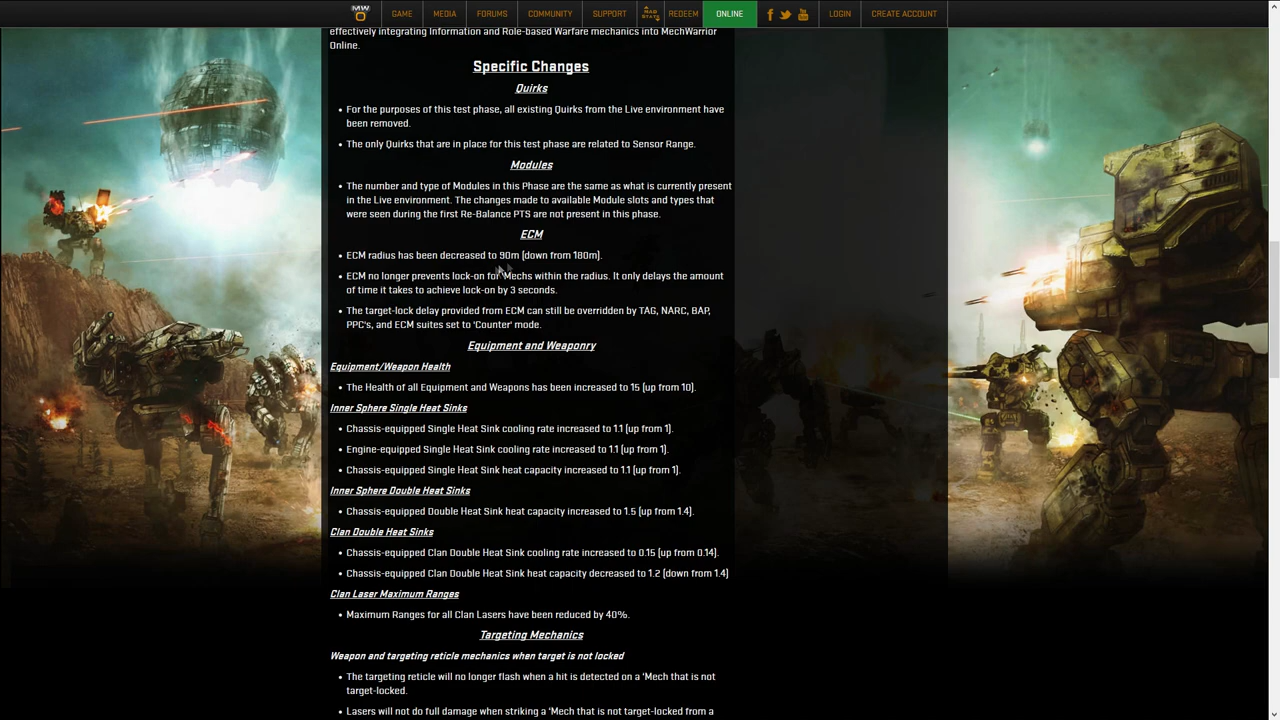 MW
O
GAME
MEDIA
FORUMS
COMMUNITY
SUPPORT
MAD
STATS
REDEEM
ONLINE
LOGIN
CREATE ACCOUNT
effectively integrating Information and Role-based Warfare mechanics into MechWarrior
Online.
Specific Changes
Quirks
• For the purposes of this test phase, all existing Quirks from the Live environment have
been removed.
• The only Quirks that are in place for this test phase are related to Sensor Range.
Modules
• The number and type of Modules in this Phase are the same as what is currently present
in the Live environment. The changes made to available Module slots and types that
were seen during the first Re-Balance PTS are not present in this phase.
ECM
• ECM radius has been decreased to 90m (down from 180m).
• ECM no longer prevents lock-on for 'Mechs within the radius. It only delays the amount
of time it takes to achieve lock-on by 3 seconds.
• The target-lock delay provided from ECM can still be overridden by TAG, NARC, BAP,
PPC's, and ECM suites set to 'Counter' mode.
Equipment and Weaponry
Equipment/Weapon Health
• The Health of all Equipment and Weapons has been increased to 15 (up from 10).
Inner Sphere Single Heat Sinks
• Chassis-equipped Single Heat Sink cooling rate increased to 1.1 (up from 1).
• Engine-equipped Single Heat Sink cooling rate increased to 1.1 (up from 1).
• Chassis-equipped Single Heat Sink heat capacity increased to 1.1 (up from 1).
Inner Sphere Double Heat Sinks
• Chassis-equipped Double Heat Sink heat capacity increased to 1.5 (up from 1.4).
Clan Double Heat Sinks
• Chassis-equipped Clan Double Heat Sink cooling rate increased to 0.15 (up from 0.14).
• Chassis-equipped Clan Double Heat Sink heat capacity decreased to 1.2 (down from 1.4)
Clan Laser Maximum Ranges
• Maximum Ranges for all Clan Lasers have been reduced by 40%.
Targeting Mechanics
Weapon and targeting reticle mechanics when target is not locked
• The targeting reticle will no longer flash when a hit is detected on a 'Mech that is not
target-locked.
• Lasers will not do full damage when striking a 'Mech that is not target-locked from a